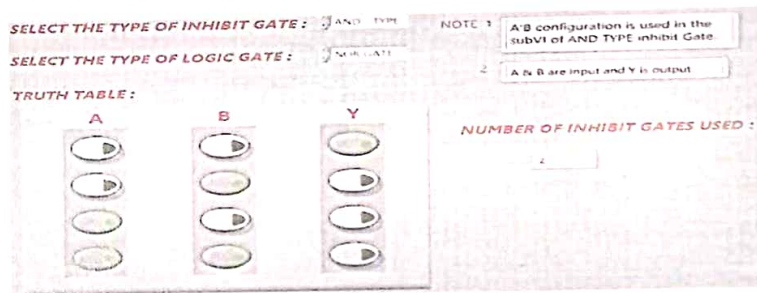 SELECT THE TYPE OF INHIBIT GATE : AND TYPE
NOTE 1 A'B configuration is used in the
subVI of AND TYPE inhibit Gate.
SELECT THE TYPE OF LOGIC GATE : NOR GATE
2 A & B are input and Y is output
TRUTH TABLE :
A B Y
NUMBER OF INHIBIT GATES USED :